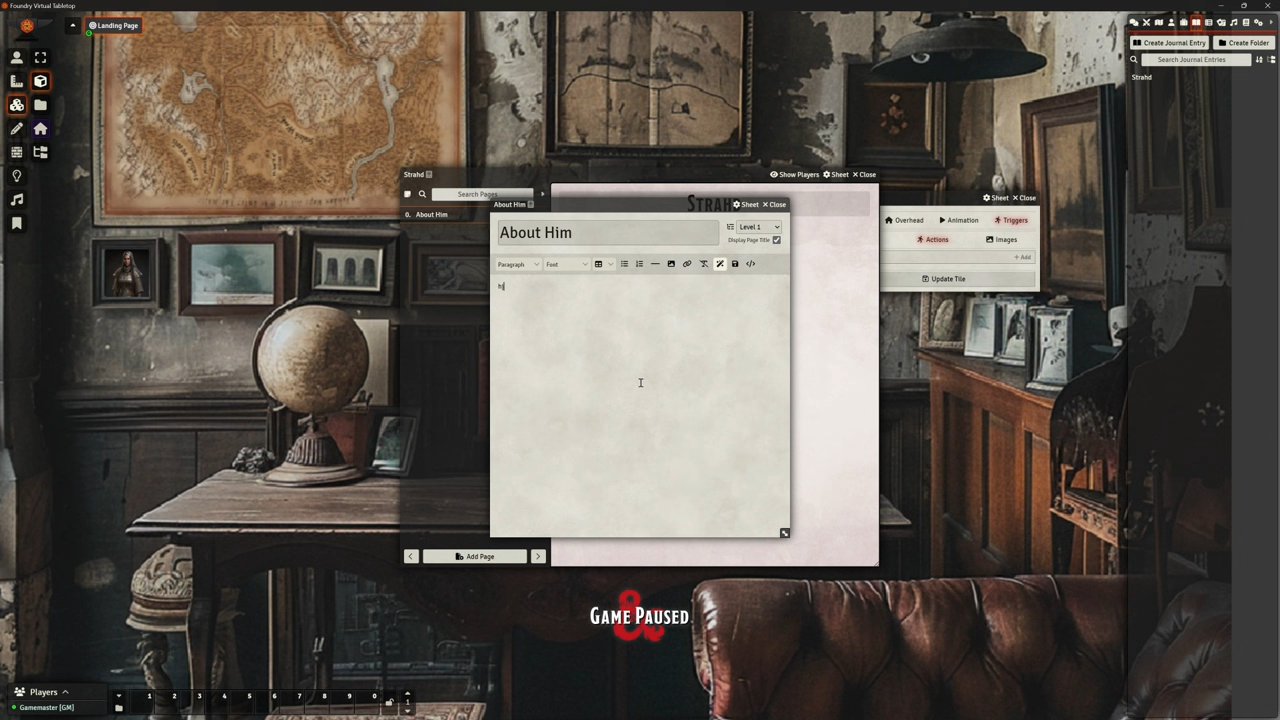 Foundry Virtual Tabletop
Landing Page
Create Journal Entry
Create Folder
Search Journal Entries
Strahd
Strahd
Show Players
Sheet
Close
Search Pages
0. About Him
About Him
Sheet
Close
About Him
Level 1
Display Page Title
Paragraph
Font
Sheet
Close
Overhead
Animation
Triggers
Actions
Images
+ Add
Update Tile
Add Page
Game Paused
Players
Gamemaster [GM]
1 2 3 4 5 6 7 8 9 0
1